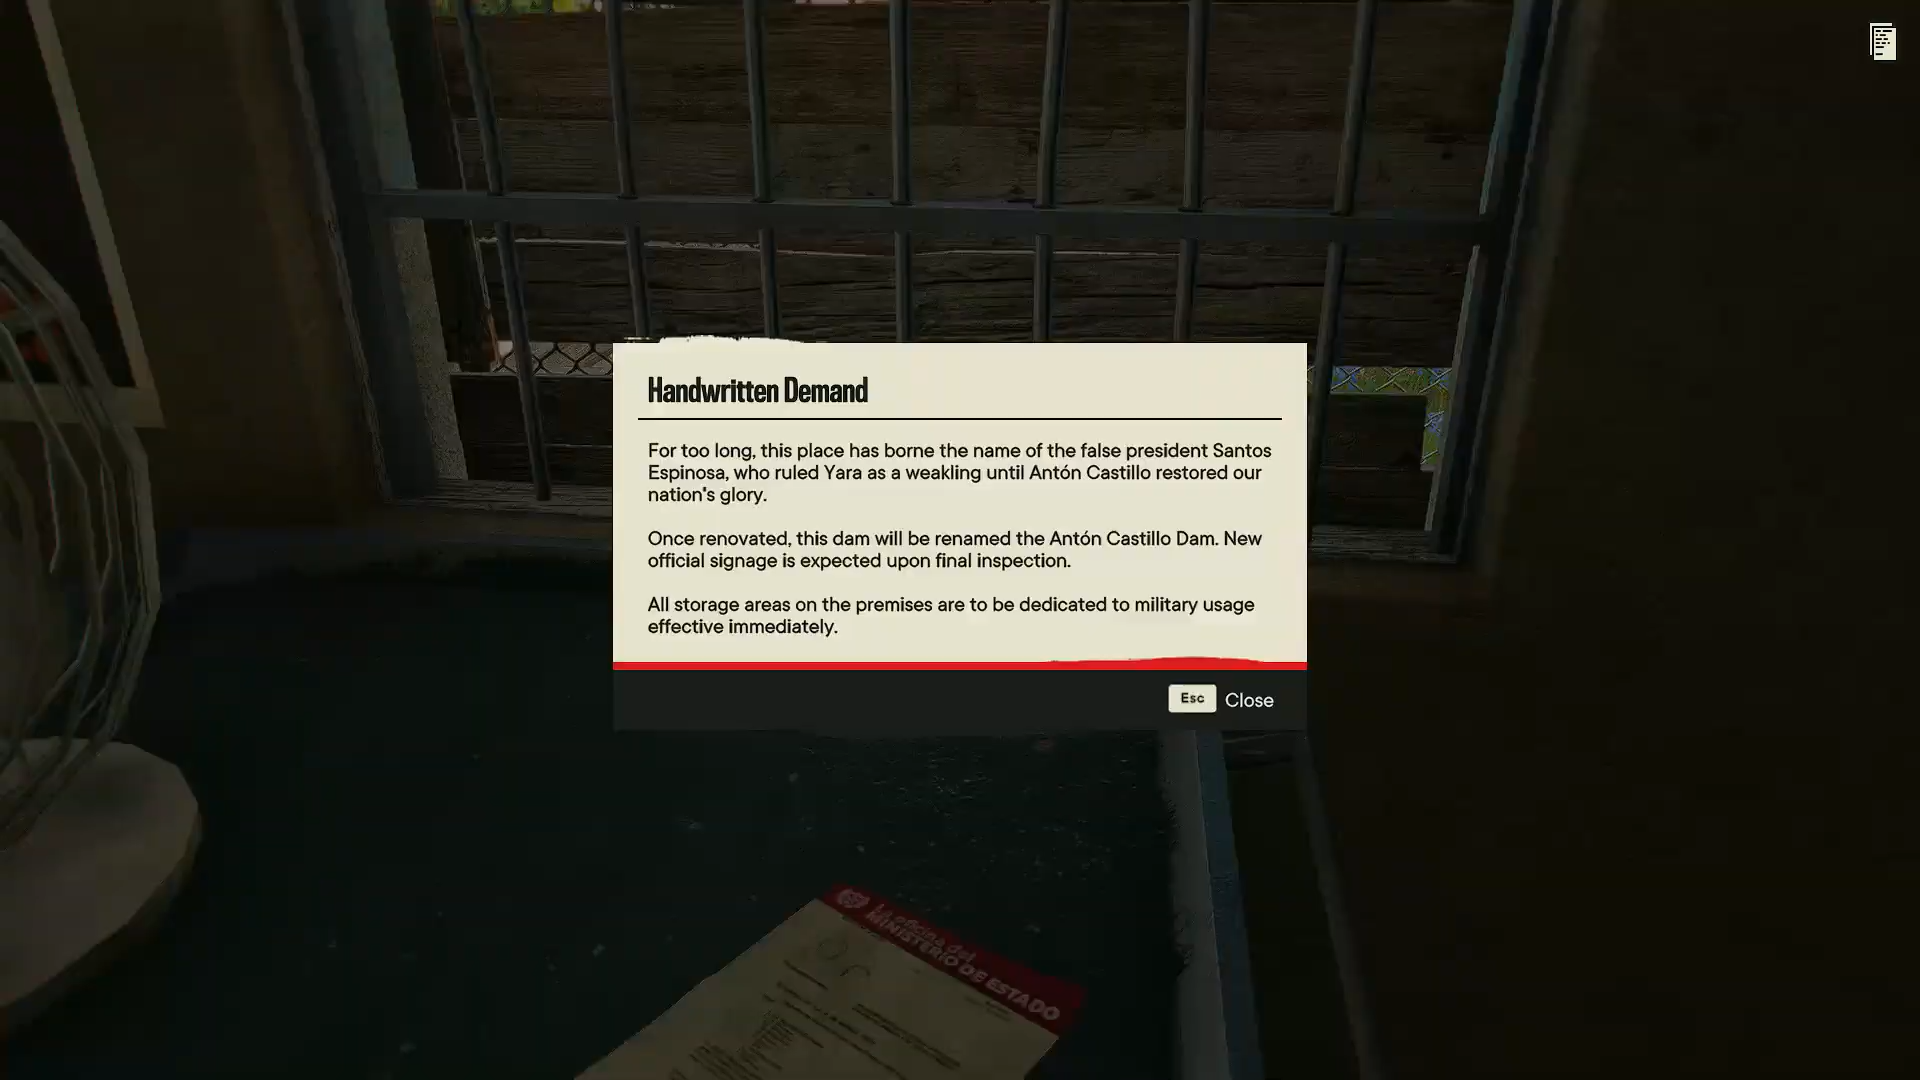 Handwritten Demand
For too long, this place has borne the name of the false president Santos
Espinosa, who ruled Yara as a weakling until Antón Castillo restored our
nation's glory.
Once renovated, this dam will be renamed the Antón Castillo Dam. New
official signage is expected upon final inspection.
All storage areas on the premises are to be dedicated to military usage
effective immediately.
Esc Close
La oficina del
MINISTERIO DE ESTADO